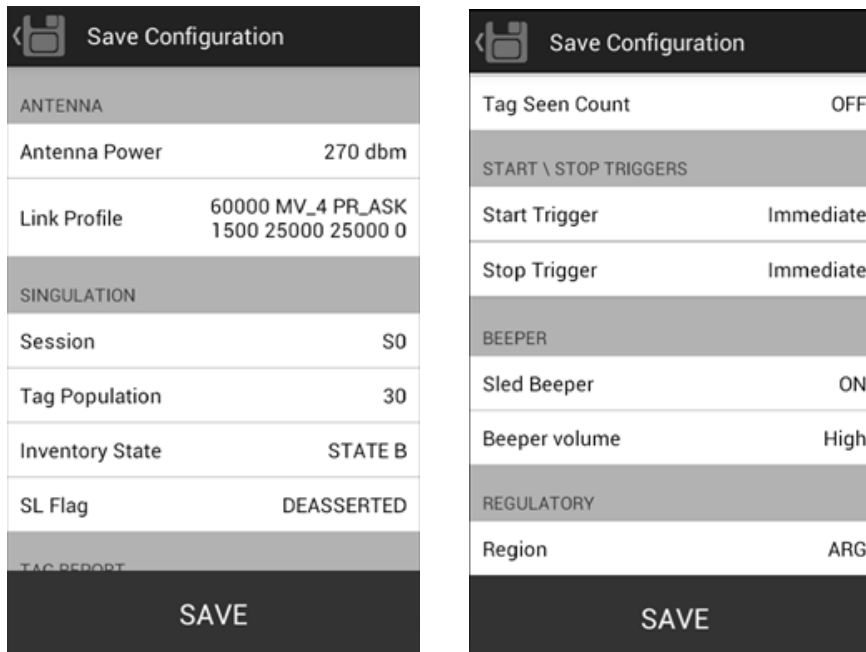 Save Configuration
ANTENNA
Antenna Power 270 dbm
Link Profile 60000 MV_4 PR_ASK
1500 25000 25000 0
SINGULATION
Session S0
Tag Population 30
Inventory State STATE B
SL Flag DEASSERTED
TAG REPORT
SAVE
Save Configuration
Tag Seen Count OFF
START \ STOP TRIGGERS
Start Trigger Immediate
Stop Trigger Immediate
BEEPER
Sled Beeper ON
Beeper volume High
REGULATORY
Region ARG
SAVE